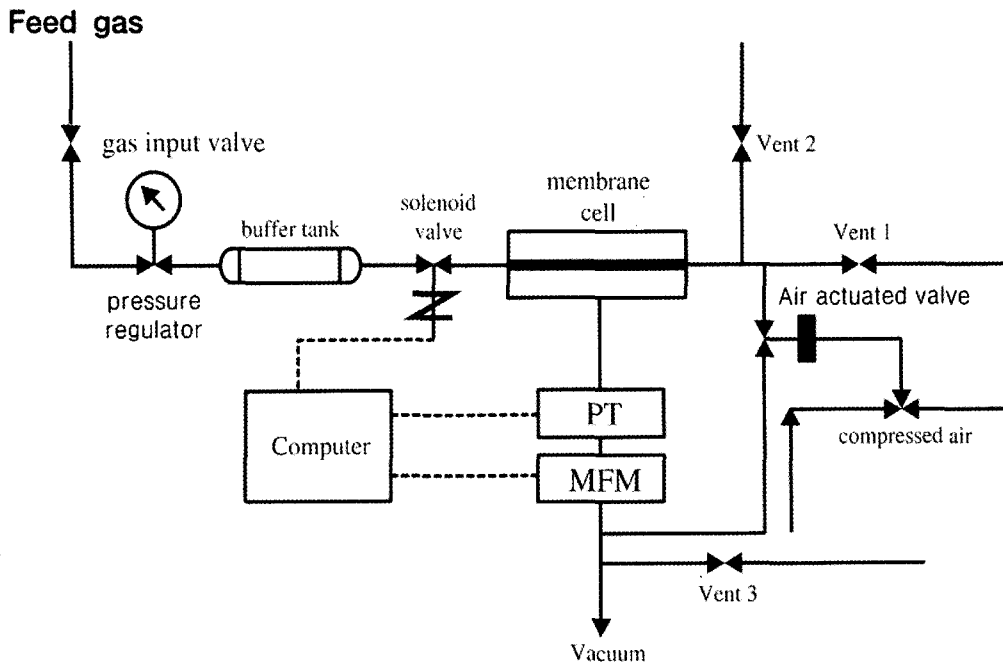 Feed gas
gas input valve
Vent 2
membrane
cell
solenoid
valve
buffer tank
Vent 1
pressure
regulator
Air actuated valve
PT
Computer
compressed air
MFM
Vent 3
Vacuum